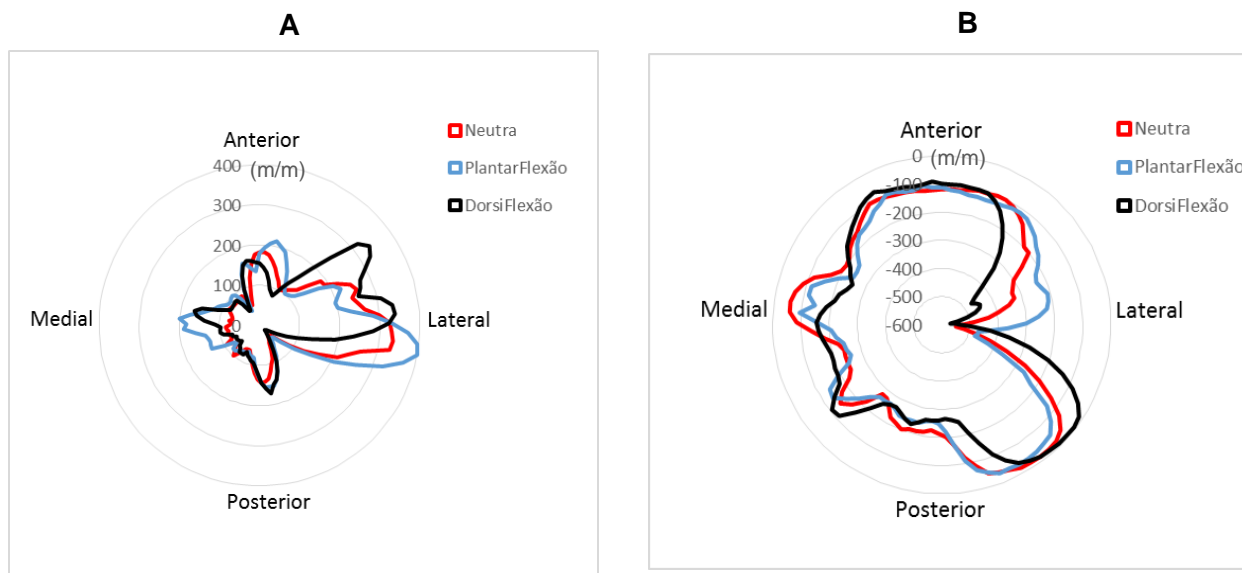 A
Anterior
(m/m)
400
300
200
100
0
Medial
Lateral
Posterior
Neutra
PlantarFlexão
DorsiFlexão
B
Anterior
(m/m)
0
-100
-200
-300
-400
-500
-600
Medial
Lateral
Posterior
Neutra
PlantarFlexão
DorsiFlexão